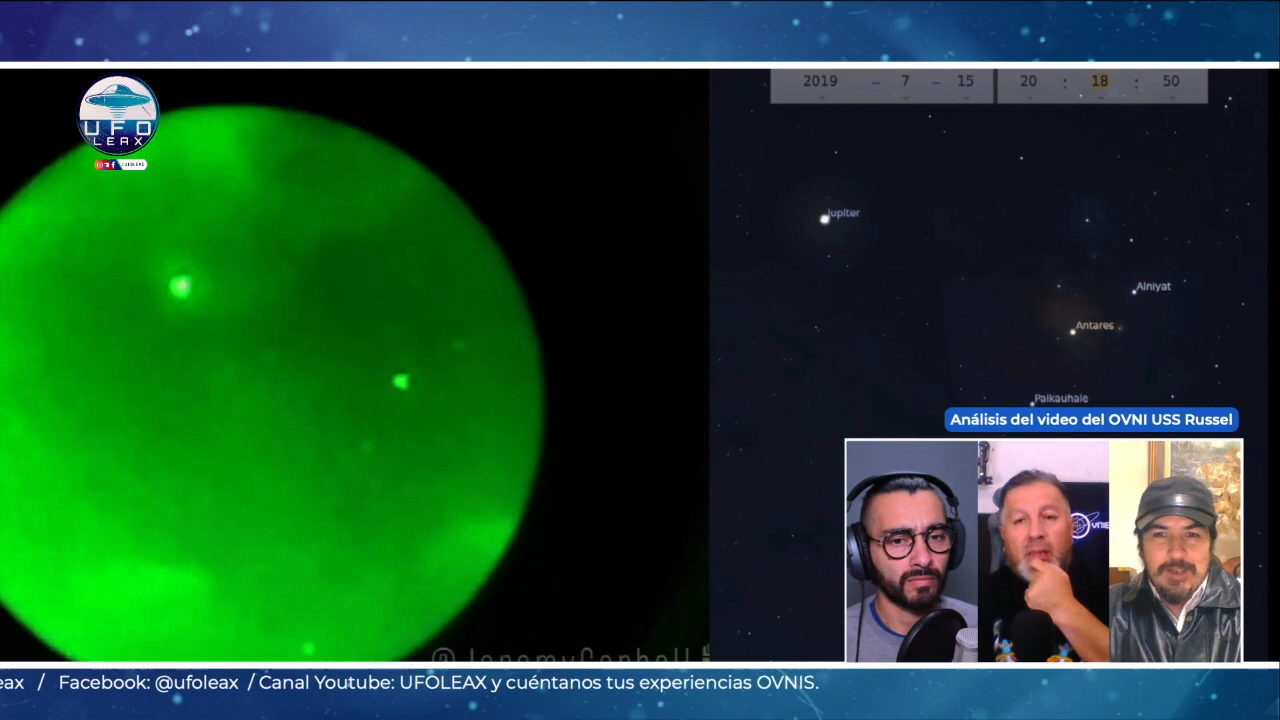 UFO
LEAX
UFOLEAX
2019 – 7 – 15 20 : 18 : 50
Jupiter
Alniyat
Antares
Paikauhale
Análisis del video del OVNI USS Russel
eax / Facebook: @ufoleax / Canal Youtube: UFOLEAX y cuéntanos tus experiencias OVNIS.